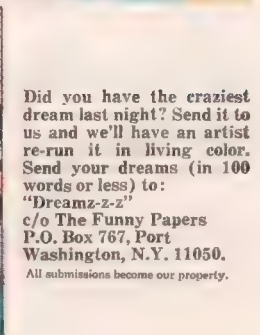 Did you have the craziest
dream last night? Send it to
us and we'll have an artist
re-run it in living color.
Send your dreams (in 100
words or less) to:
"Dreamz-z-z"
c/o The Funny Papers
P.O. Box 767, Port
Washington, N.Y. 11050.
All submissions become our property.